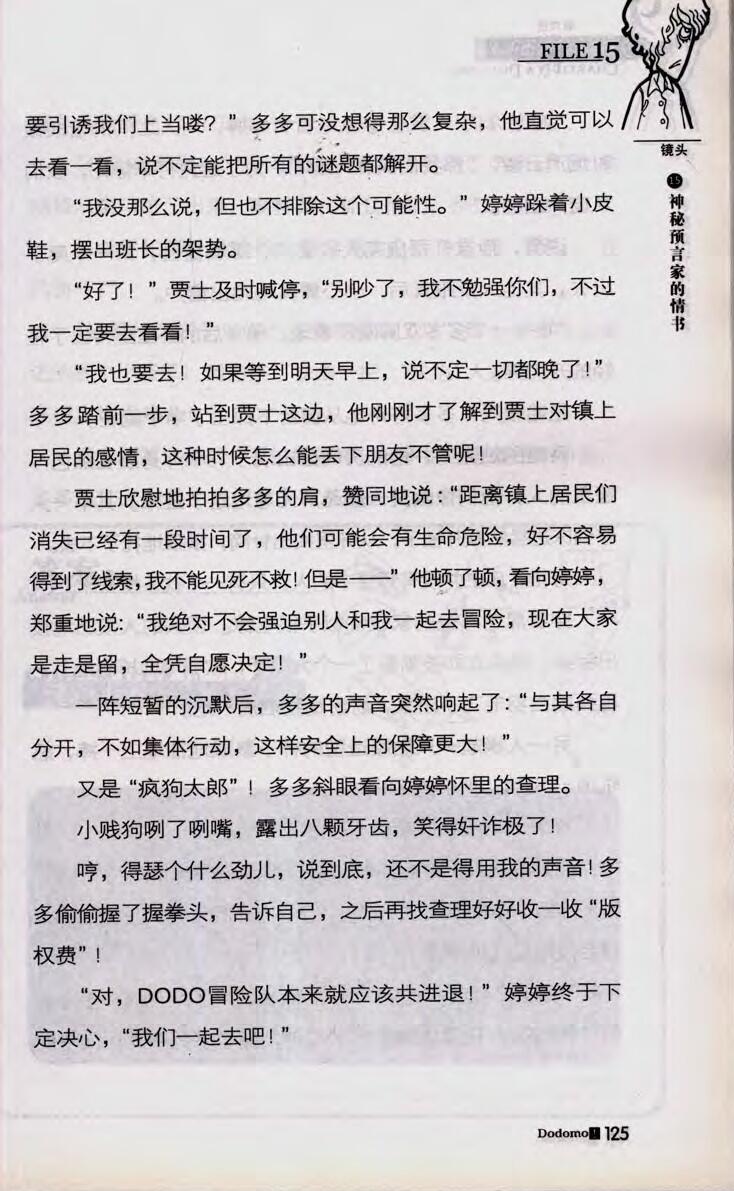 FILE 15
镜头
⑮
神秘预言家的情书
要引诱我们上当喽？”多多可没想得那么复杂，他直觉可以
去看一看，说不定能把所有的谜题都解开。
“我没那么说，但也不排除这个可能性。”婷婷跺着小皮
鞋，摆出班长的架势。
“好了！”贾士及时喊停，“别吵了，我不勉强你们，不过
我一定要去看看！”
“我也要去！如果等到明天早上，说不定一切都晚了！”
多多踏前一步，站到贾士这边，他刚刚才了解到贾士对镇上
居民的感情，这种时候怎么能丢下朋友不管呢！
贾士欣慰地拍拍多多的肩，赞同地说：“距离镇上居民们
消失已经有一段时间了，他们可能会有生命危险，好不容易
得到了线索，我不能见死不救！但是——”他顿了顿，看向婷婷，
郑重地说：“我绝对不会强迫别人和我一起去冒险，现在大家
是走是留，全凭自愿决定！”
一阵短暂的沉默后，多多的声音突然响起了：“与其各自
分开，不如集体行动，这样安全上的保障更大！”
又是“疯狗太郎”！多多斜眼看向婷婷怀里的查理。
小贱狗咧了咧嘴，露出八颗牙齿，笑得奸诈极了！
哼，得瑟个什么劲儿，说到底，还不是得用我的声音！多
多偷偷握了握拳头，告诉自己，之后再找查理好好收一收“版
权费”！
“对，DODO冒险队本来就应该共进退！”婷婷终于下
定决心，“我们一起去吧！”
Dodomo! 125